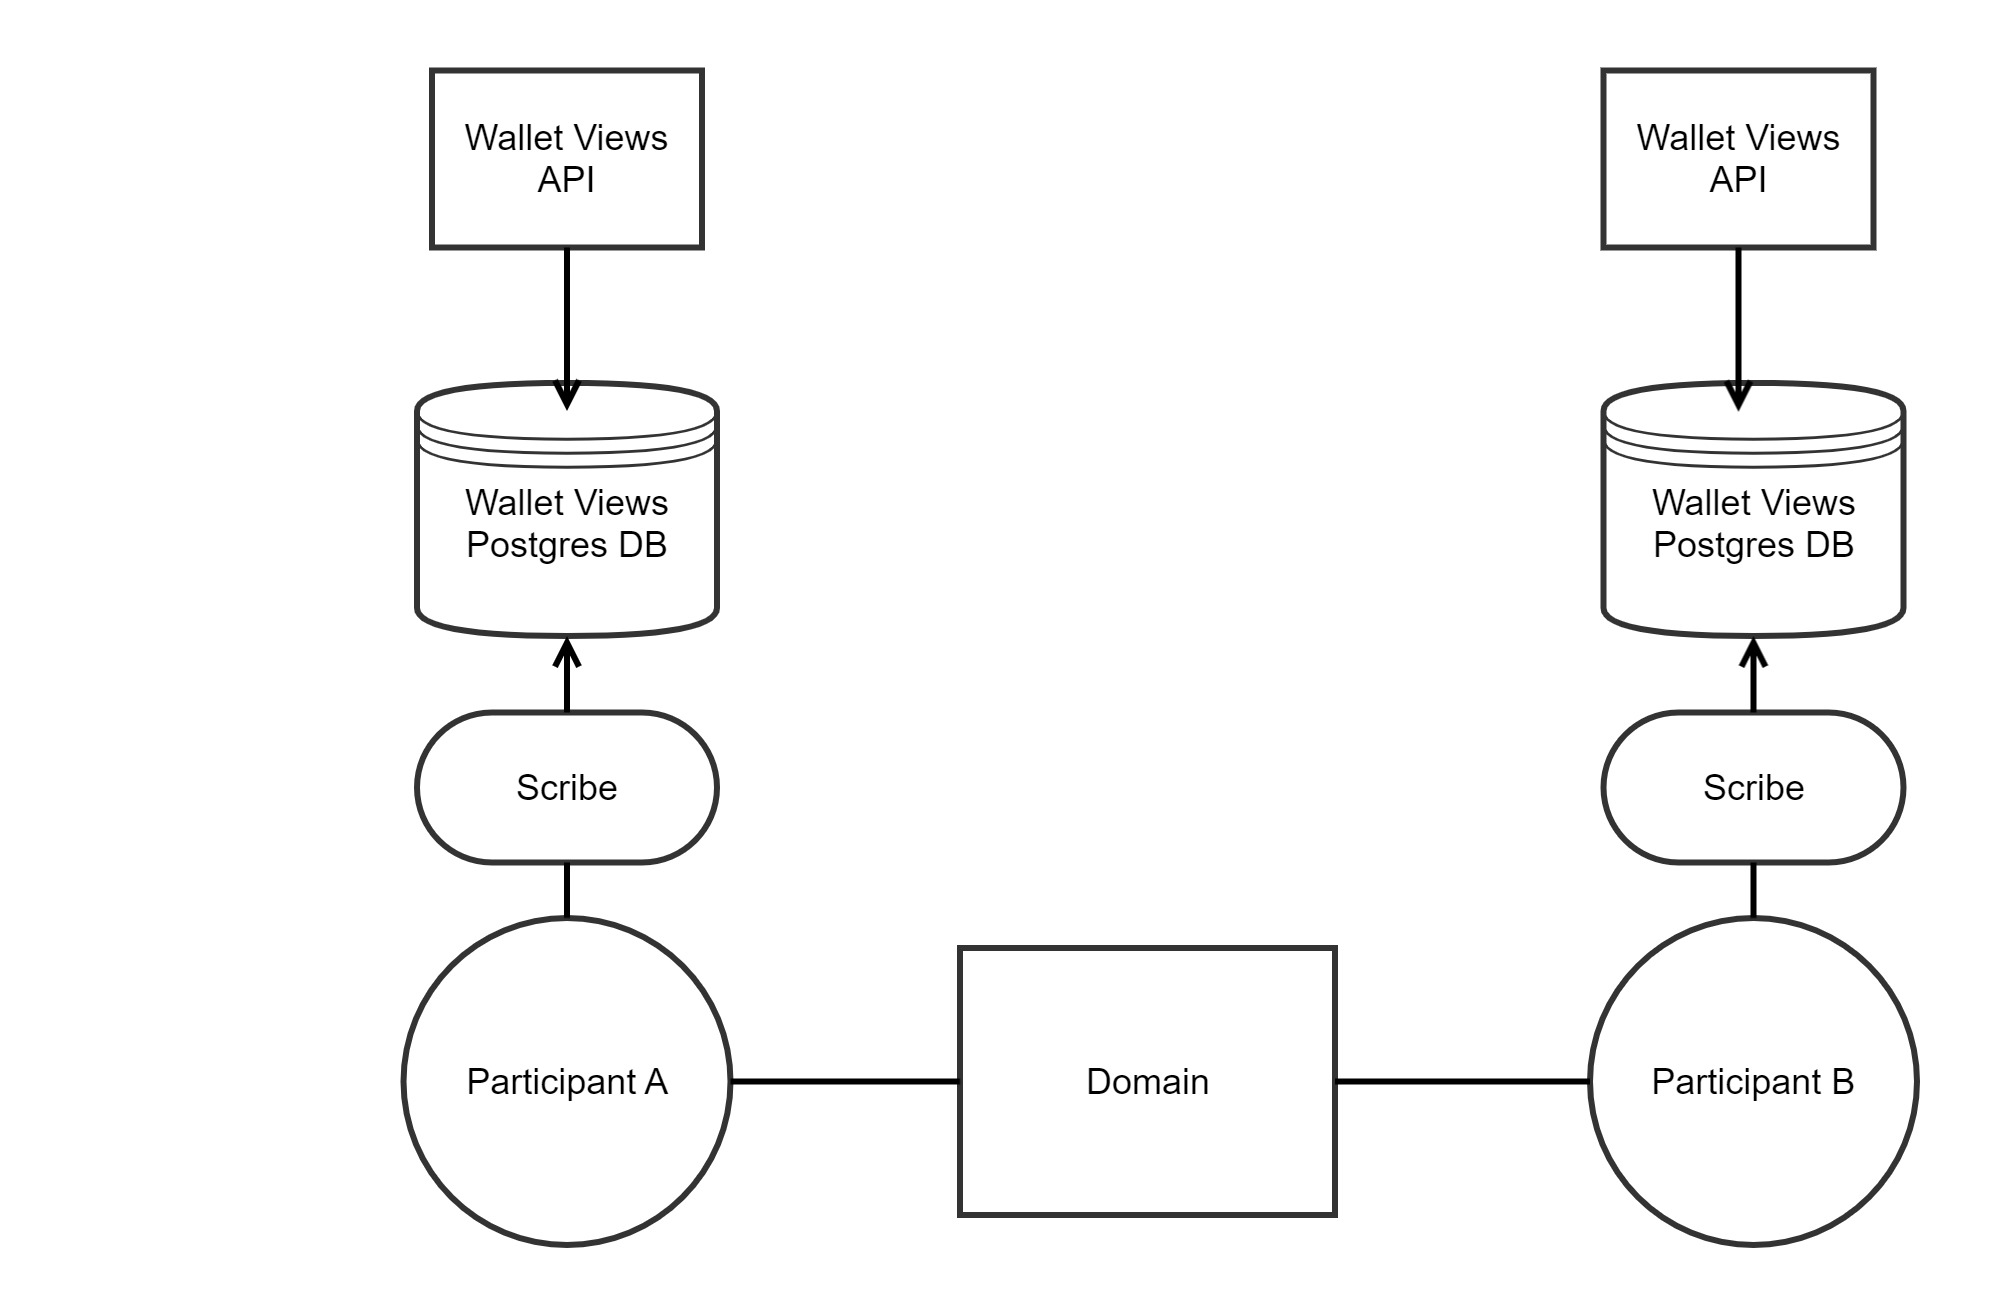 Wallet Views
API
Wallet Views
API
Wallet Views
Postgres DB
Wallet Views
Postgres DB
Scribe
Scribe
Participant A
Domain
Participant B